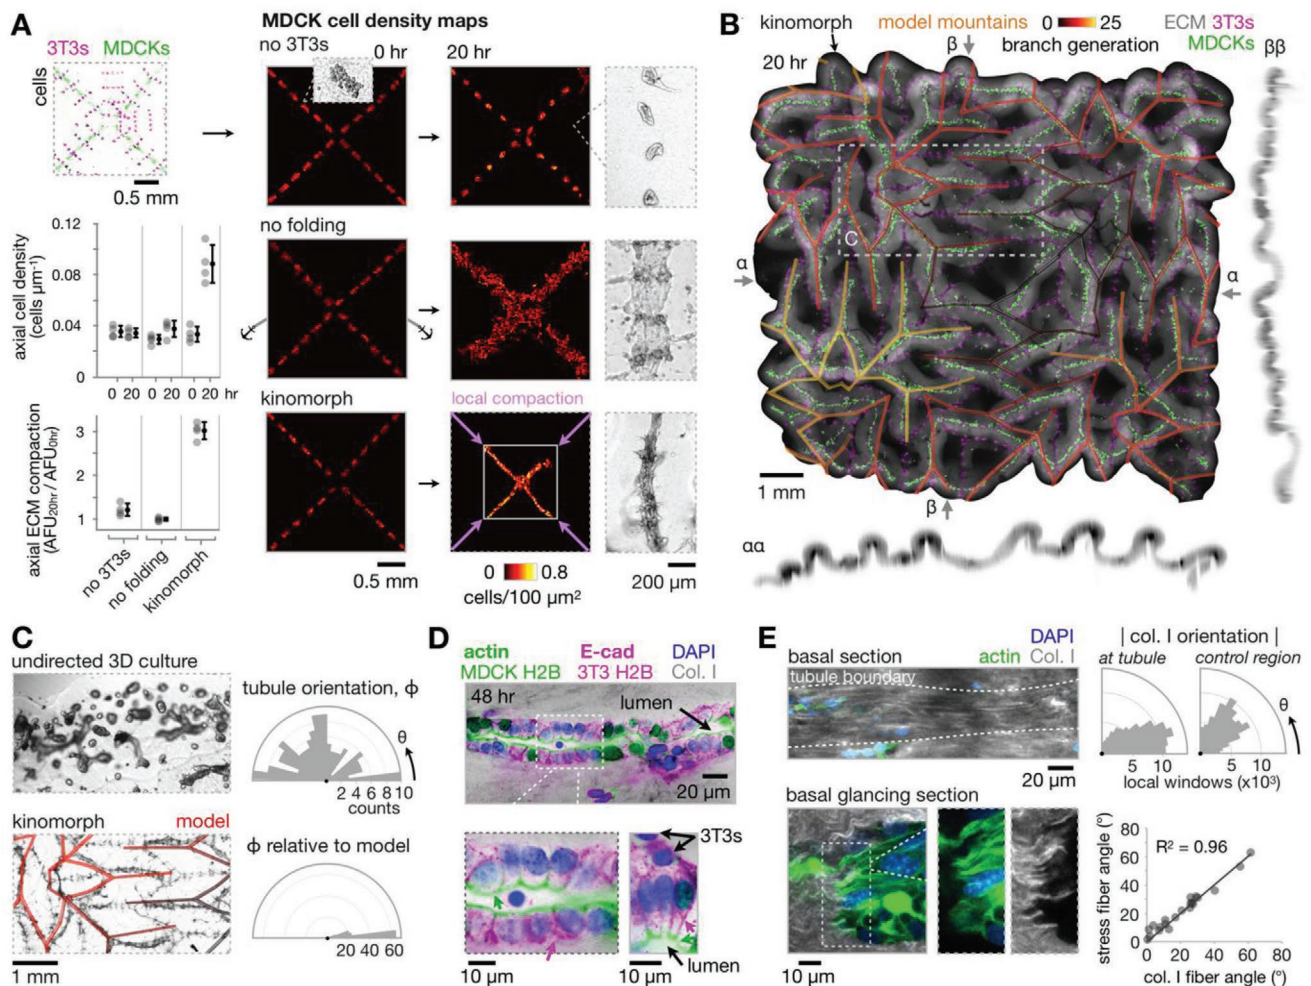 A
MDCK cell density maps
3T3s MDCKs
cells
0.5 mm
no 3T3s
0 hr
20 hr
no folding
kinomorph
local compaction
0.5 mm
0 0.8
cells/100 µm²
200 µm
axial cell density
(cells µm⁻¹)
0.12
0.08
0.04
0
0 20 0 20 0 20 hr
axial ECM compaction
(AFU20hr / AFU0hr)
3
2
1
no 3T3s
no folding
kinomorph
B
kinomorph
model mountains
0 25
branch generation
ECM 3T3s
MDCKs
20 hr
β
ββ
α
α
C
1 mm
β
αα
C
undirected 3D culture
tubule orientation, ϕ
θ
2 4 6 8 10
counts
kinomorph
model
ϕ relative to model
20 40 60
1 mm
D
actin
E-cad
DAPI
MDCK H2B
3T3 H2B
Col. I
48 hr
lumen
20 µm
3T3s
lumen
10 µm
10 µm
E
DAPI
basal section
actin
Col. I
tubule boundary
20 µm
| col. I orientation |
at tubule
control region
θ
5 10
5 10
local windows (x10³)
basal glancing section
10 µm
stress fiber angle (°)
80
60
40
20
0
R² = 0.96
0 20 40 60 80
col. I fiber angle (°)